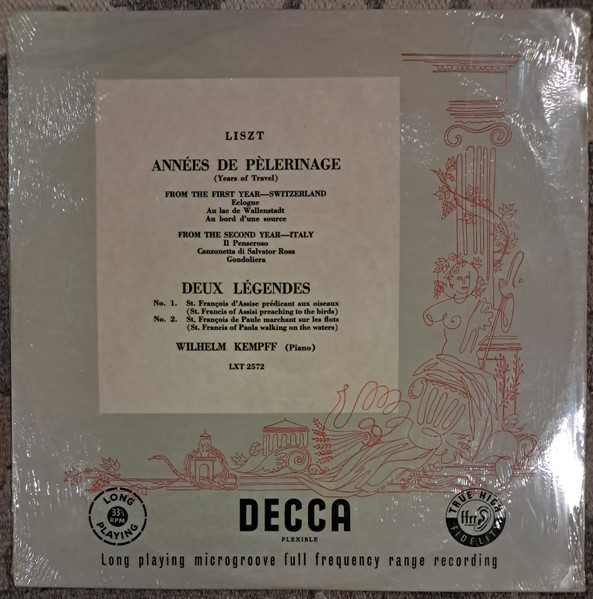 LISZT
ANNÉES DE PÈLERINAGE
(Years of Travel)
FROM THE FIRST YEAR—SWITZERLAND
Eclogue
Au lac de Wallenstadt
Au bord d'une source
FROM THE SECOND YEAR—ITALY
Il Penseroso
Canzonetta di Salvator Rosa
Gondoliera
DEUX LÉGENDES
No. 1. St. François d'Assise prédicant aux oiseaux
(St. Francis of Assisi preaching to the birds)
No. 2. St. François de Paule marchant sur les flots
(St. Francis of Paola walking on the waters)
WILHELM KEMPFF (Piano)
LXT 2572
LONG
33⅓
RPM
PLAYING
DECCA
FLEXIBLE
TRUE HIGH
ffrr
FIDELITY
Long playing microgroove full frequency range recording